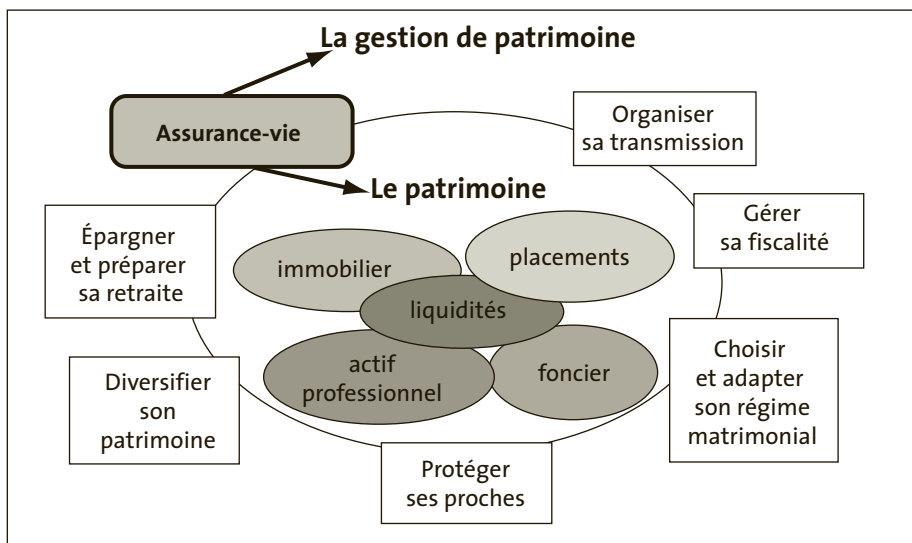 La gestion de patrimoine
Assurance-vie
Organiser
sa transmission
Le patrimoine
Épargner
et préparer
sa retraite
Gérer
sa fiscalité
immobilier
placements
liquidités
actif
professionnel
foncier
Diversifier
son
patrimoine
Choisir
et adapter
son régime
matrimonial
Protéger
ses proches